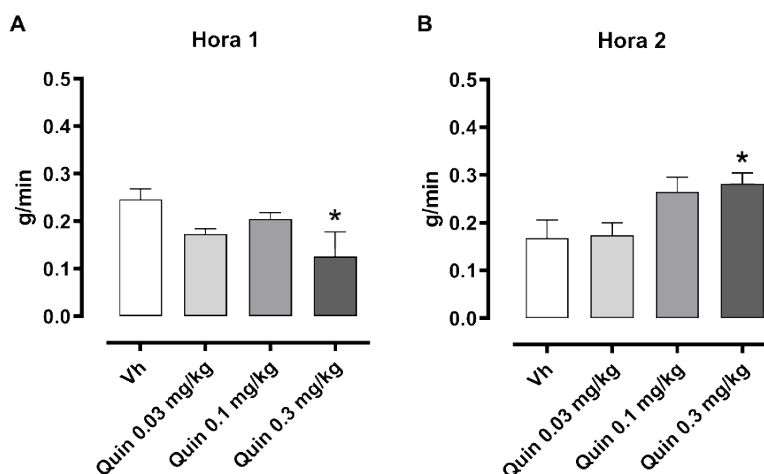 A
Hora 1
g/min
0.5
0.4
0.3
0.2
0.1
0.0
*
Vh
Quin 0.03 mg/kg
Quin 0.1 mg/kg
Quin 0.3 mg/kg
B
Hora 2
g/min
0.5
0.4
0.3
0.2
0.1
0.0
*
Vh
Quin 0.03 mg/kg
Quin 0.1 mg/kg
Quin 0.3 mg/kg